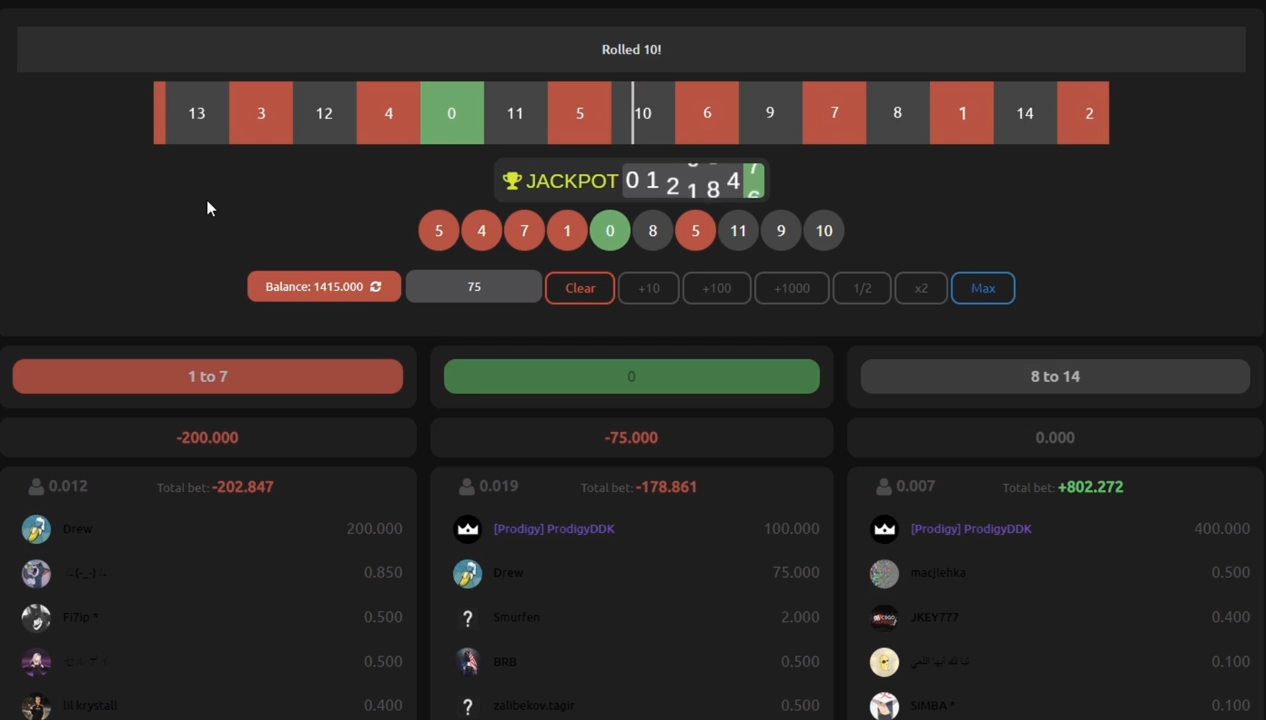 Rolled 10!
13 3 12 4 0 11 5 10 6 9 7 8 1 14 2
JACKPOT 0 1 2 1 8 4
5 4 7 1 0 8 5 11 9 10
Balance: 1415.000 75 Clear +10 +100 +1000 1/2 x2 Max
1 to 7 0 8 to 14
-200.000 -75.000 0.000
0.012 Total bet: -202.847 0.019 Total bet: -178.861 0.007 Total bet: +802.272
Drew 200.000 [Prodigy] ProdigyDDK 100.000 [Prodigy] ProdigyDDK 400.000
(-_-) 0.850 Drew 75.000 macjlehka 0.500
Fi7ip * 0.500 Smurfen 2.000 JKEY777 0.400
0.500 BRB 0.500 0.100
lil krystall 0.400 zalibekov.tagir 0.500 SIMBA * 0.100